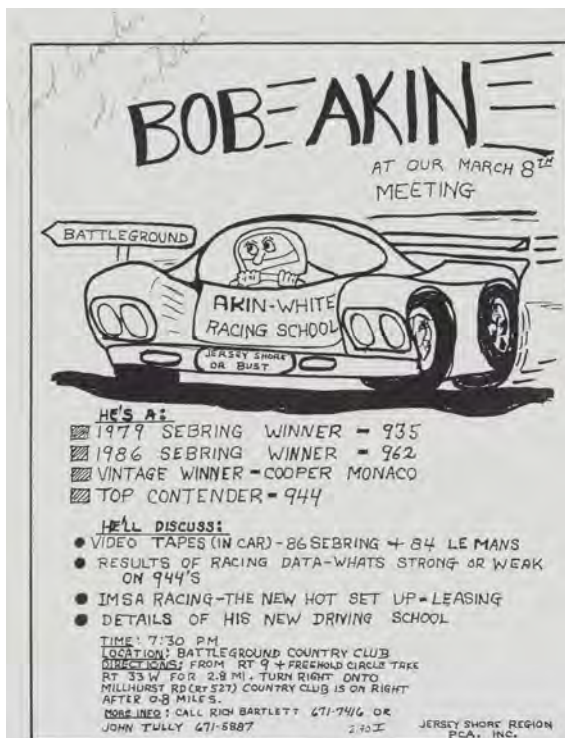 BOB AKIN
AT OUR MARCH 8TH
MEETING
BATTLEGROUND
AKIN-WHITE
RACING SCHOOL
JERSEY SHORE
OR BUST
HE'S A:
1979 SEBRING WINNER - 935
1986 SEBRING WINNER - 962
VINTAGE WINNER - COOPER MONACO
TOP CONTENDER - 944
HE'LL DISCUSS:
VIDEO TAPES (IN CAR) - 86 SEBRING + 84 LE MANS
RESULTS OF RACING DATA - WHATS STRONG OR WEAK
ON 944'S
IMSA RACING - THE NEW HOT SET UP - LEASING
DETAILS OF HIS NEW DRIVING SCHOOL
TIME: 7:30 PM
LOCATION: BATTLEGROUND COUNTRY CLUB
DIRECTIONS: FROM RT 9 + FREEHOLD CIRCLE TAKE
RT 33 W FOR 2.8 MI. TURN RIGHT ONTO
MILLHURST RD (RT 527) COUNTRY CLUB IS ON RIGHT
AFTER 0.8 MILES.
MORE INFO: CALL RICH BARTLETT 671-7416 OR
JOHN TULLY 671-5887
JERSEY SHORE REGION
PCA, INC.